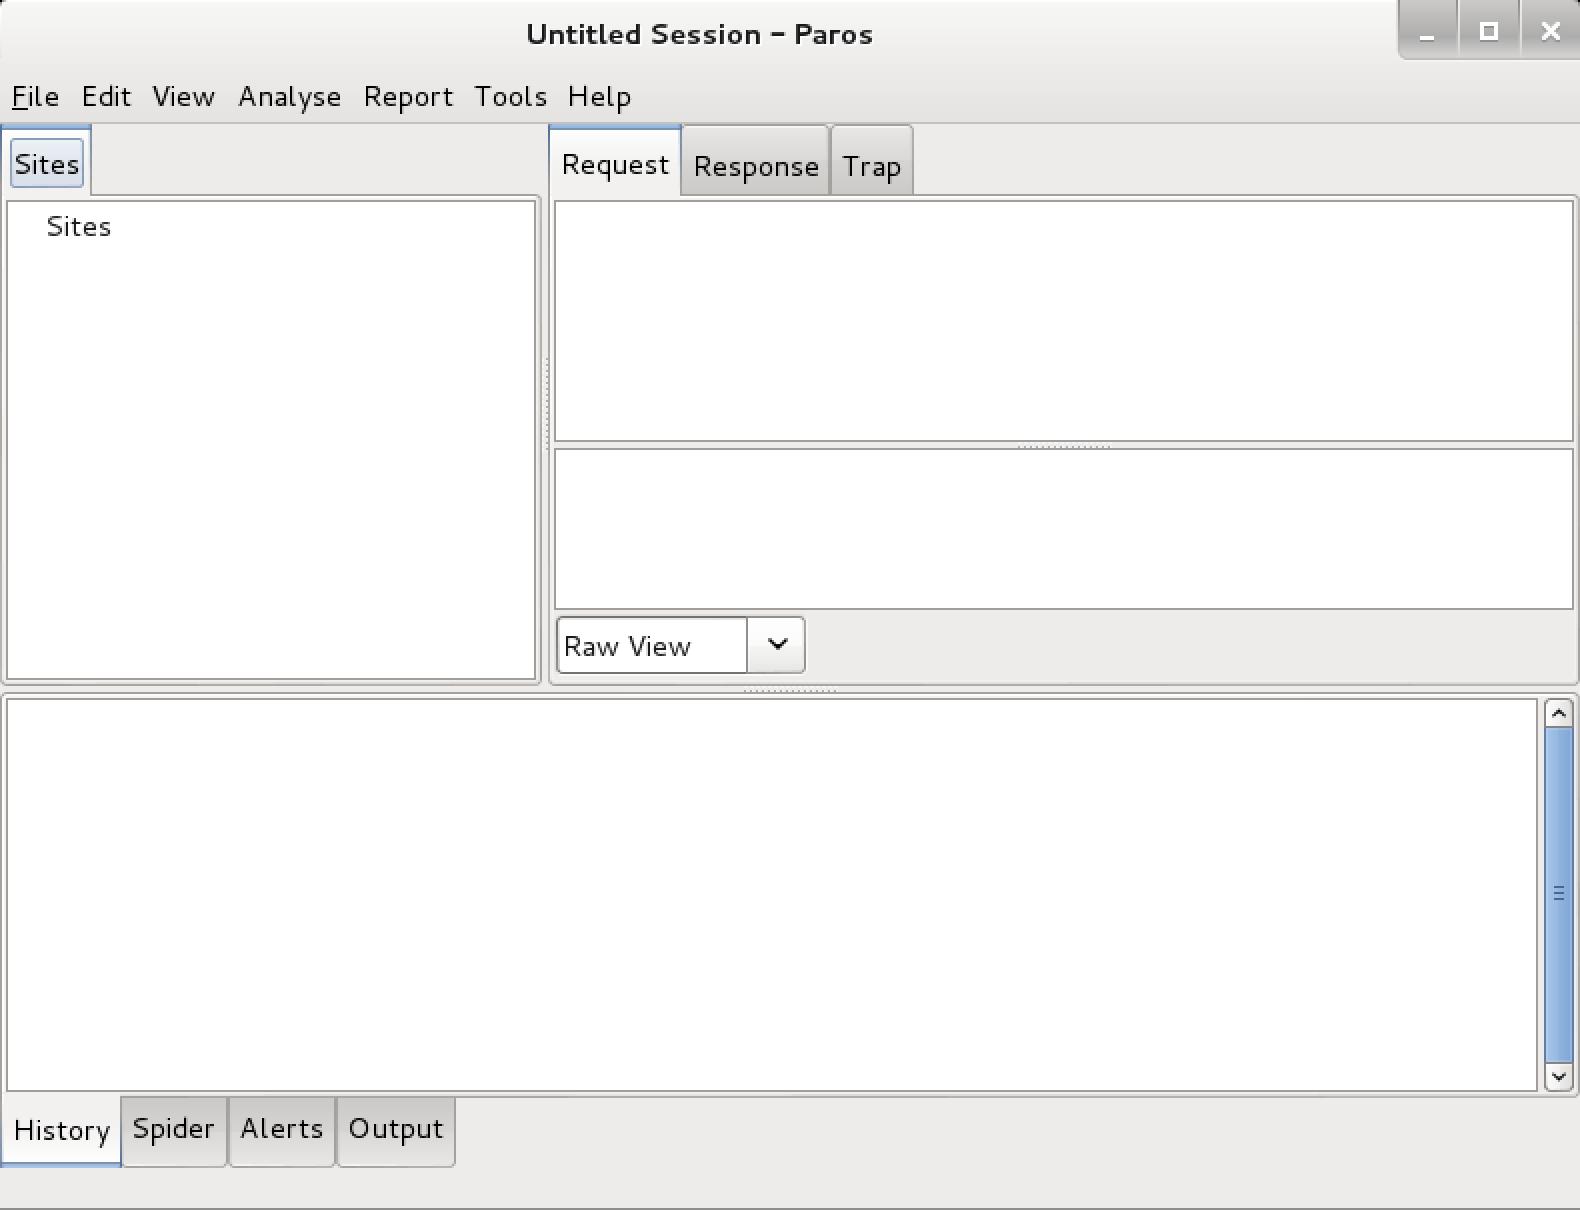 Untitled Session - Paros
File Edit View Analyse Report Tools Help
Sites
Request Response Trap
Sites
Raw View
History Spider Alerts Output